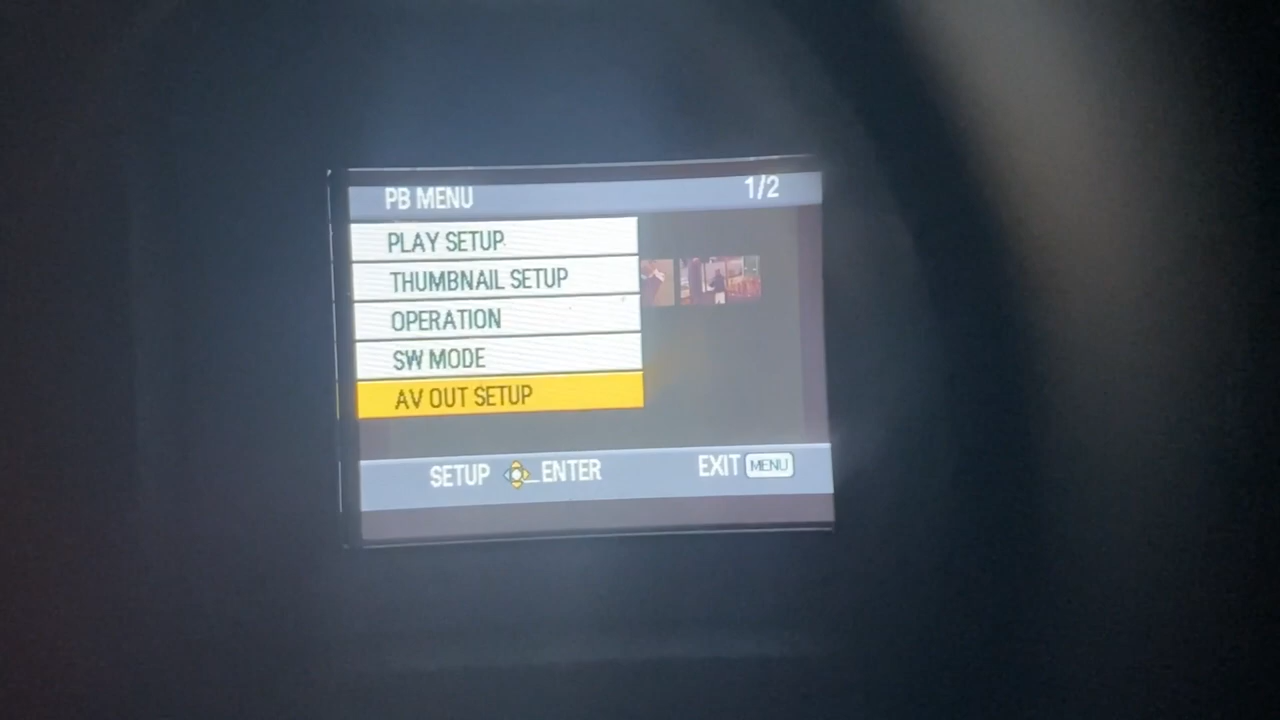 PB MENU 1/2
PLAY SETUP
THUMBNAIL SETUP
OPERATION
SW MODE
AV OUT SETUP
SETUP ENTER EXIT MENU